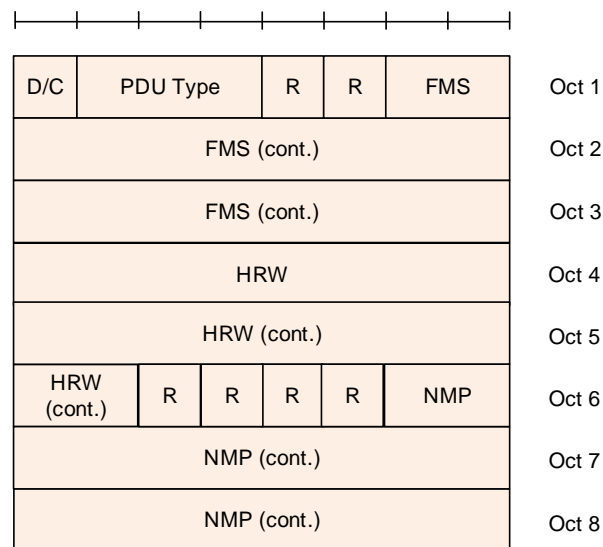 D/C PDU Type R R FMS Oct 1
FMS (cont.) Oct 2
FMS (cont.) Oct 3
HRW Oct 4
HRW (cont.) Oct 5
HRW
(cont.) R R R R NMP Oct 6
NMP (cont.) Oct 7
NMP (cont.) Oct 8